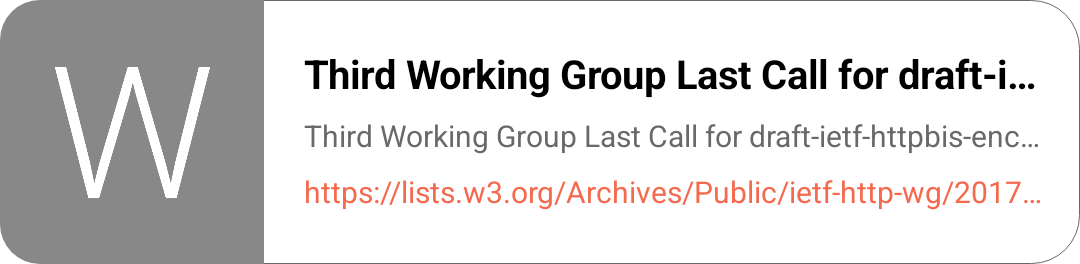 W
Third Working Group Last Call for draft-i...
Third Working Group Last Call for draft-ietf-httpbis-enc...
https://lists.w3.org/Archives/Public/ietf-http-wg/2017...